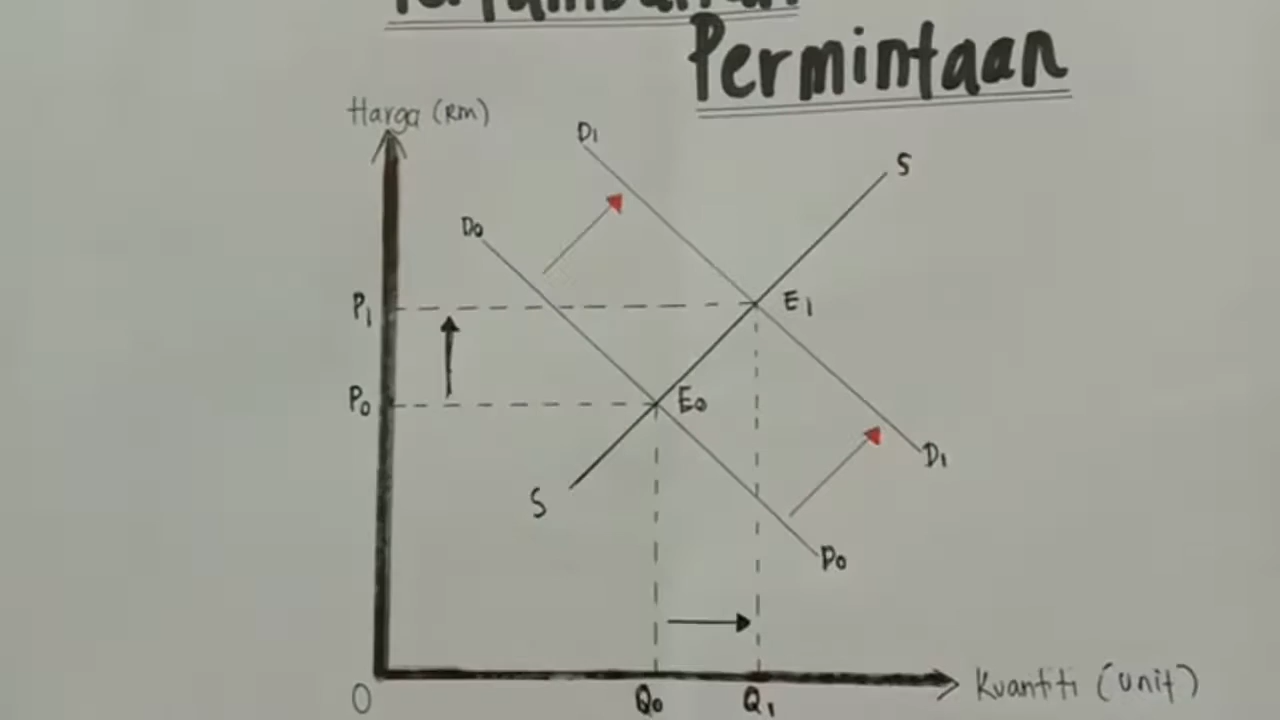 Permintaan
Harga (RM)
D1
S
D0
P1
E1
P0
E0
D1
S
P0
Kuantiti (unit)
0
Q0
Q1